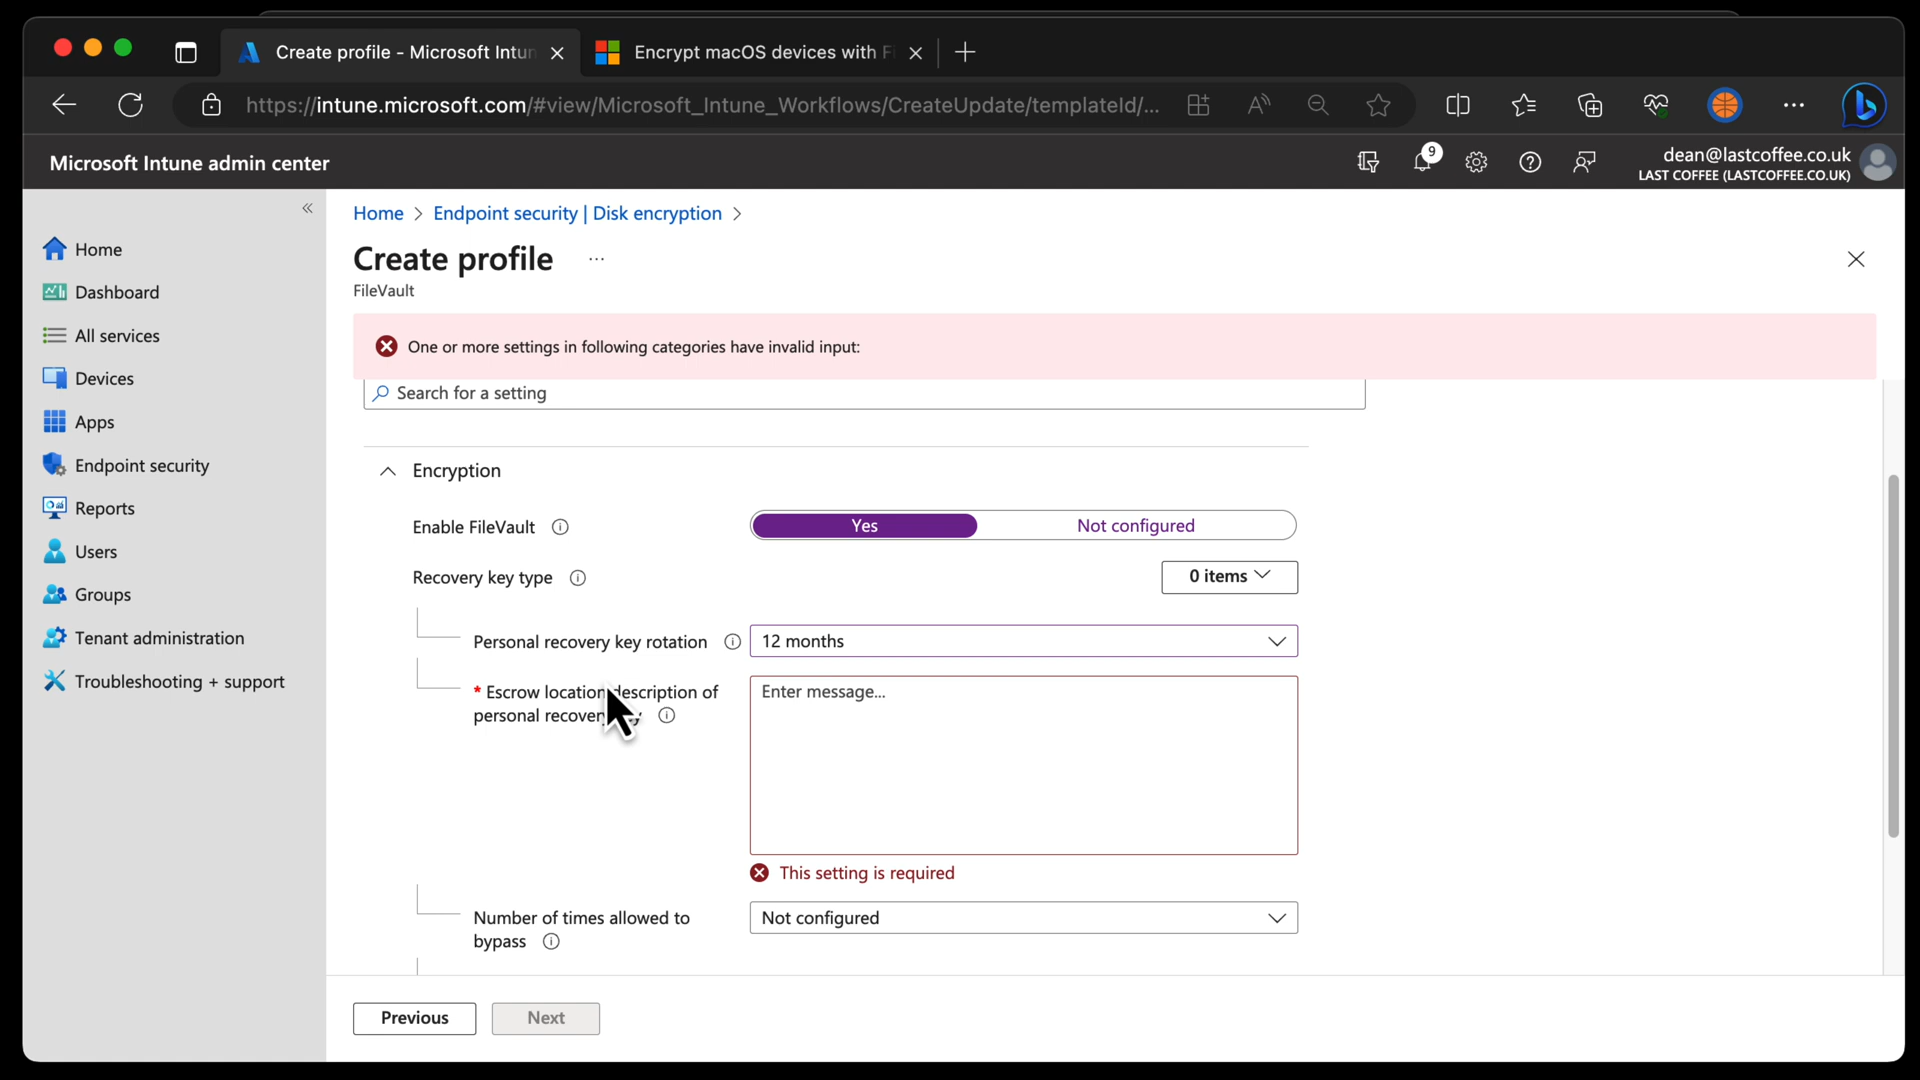 Create profile - Microsoft Intun
Encrypt macOS devices with F
https://intune.microsoft.com/#view/Microsoft_Intune_Workflows/CreateUpdate/templateId/...
Microsoft Intune admin center
9
dean@lastcoffee.co.uk
LAST COFFEE (LASTCOFFEE.CO.UK)
Home
Dashboard
All services
Devices
Apps
Endpoint security
Reports
Users
Groups
Tenant administration
Troubleshooting + support
Home > Endpoint security | Disk encryption >
Create profile ...
FileVault
One or more settings in following categories have invalid input:
Search for a setting
Encryption
Enable FileVault
Yes
Not configured
Recovery key type
0 items
Personal recovery key rotation
12 months
* Escrow location description of
personal recovery key
Enter message...
This setting is required
Number of times allowed to
bypass
Not configured
Previous
Next